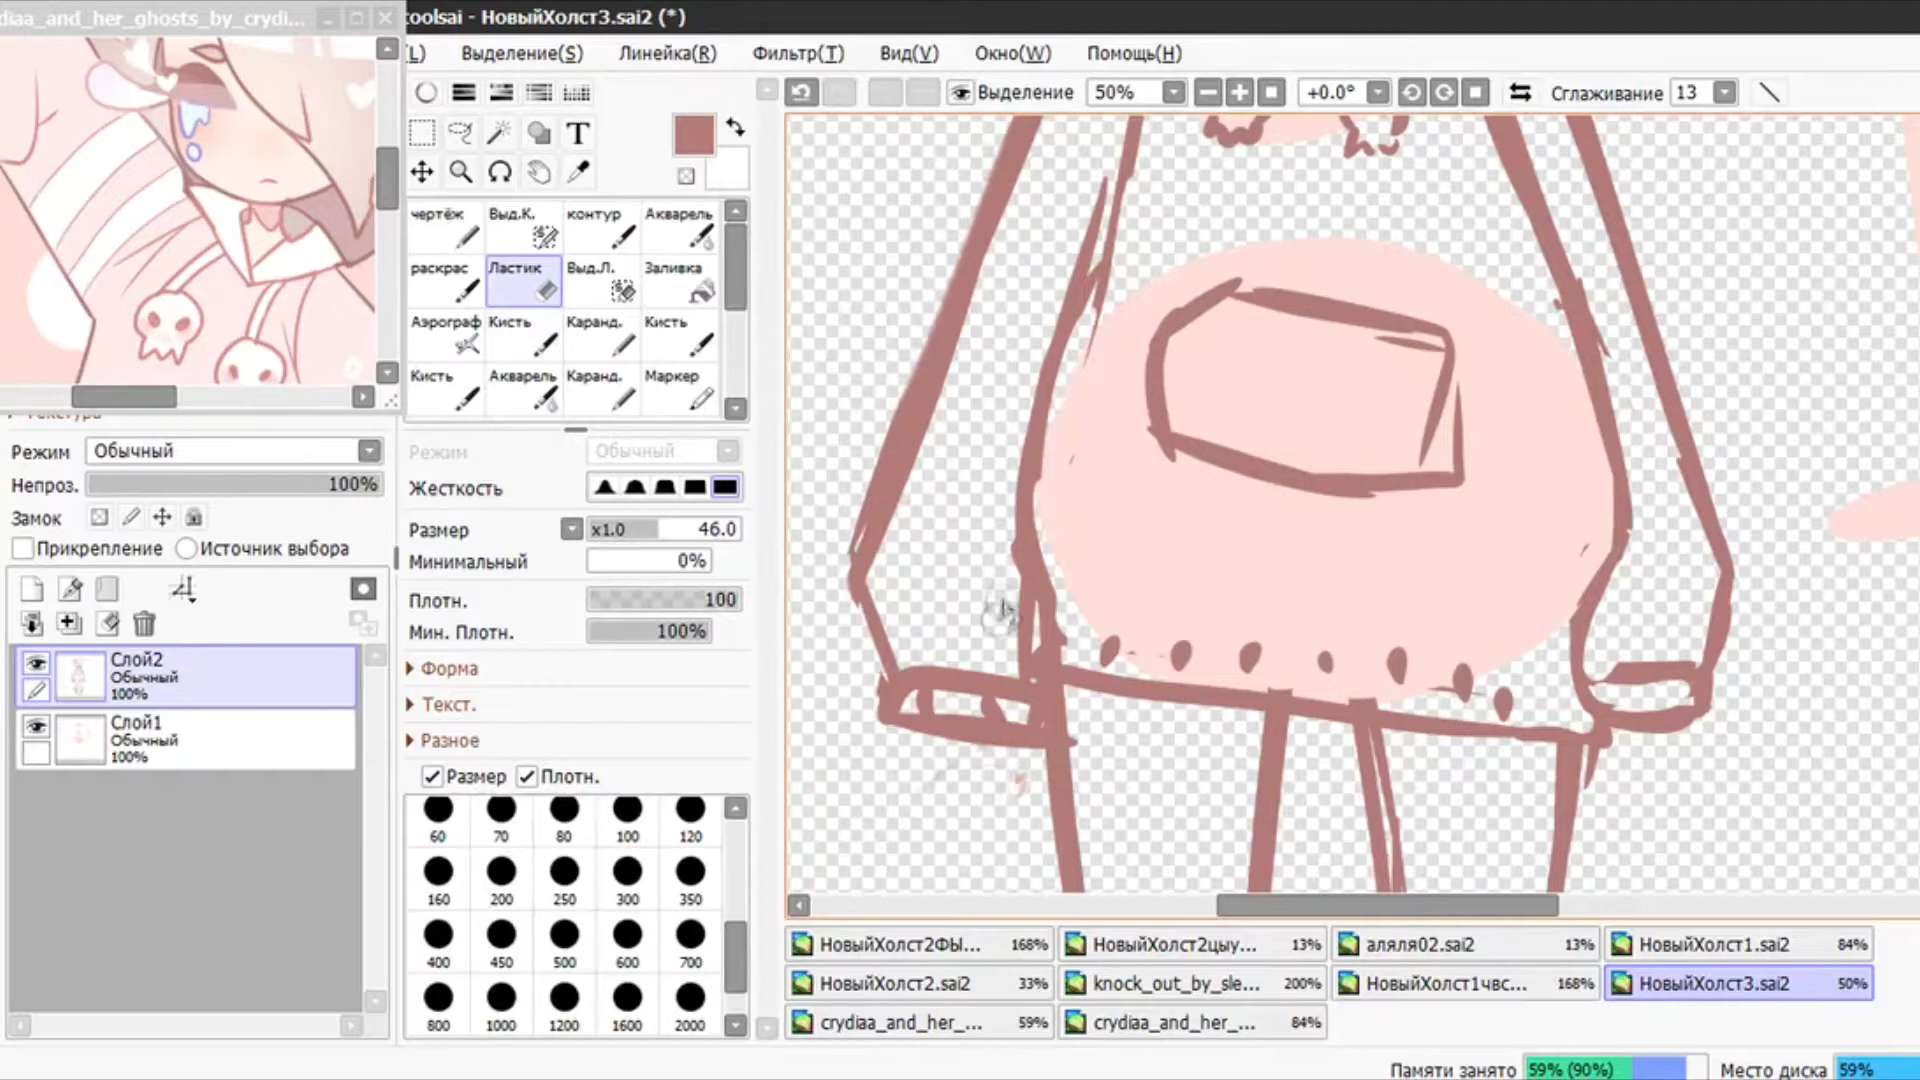 diaa_and_her_ghosts_by_crydi...
toolsai - НовыйХолст3.sai2 (*)
(L) Выделение(S) Линейка(R) Фильтр(T) Вид(V) Окно(W) Помощь(H)
Выделение 50% +0.0° Сглаживание 13
T
чертёж Выд.К. контур Акварель
раскрас Ластик Выд.Л. Заливка
Аэрограф Кисть Каранд. Кисть
Кисть Акварель Каранд. Маркер
Режим Обычный
Непроз. 100%
Замок
Прикрепление Источник выбора
Слой2
Обычный
100%
Слой1
Обычный
100%
Режим Обычный
Жесткость
Размер x1.0 46.0
Минимальный 0%
Плотн. 100
Мин. Плотн. 100%
Форма
Текст.
Разное
Размер Плотн.
60 70 80 100 120
160 200 250 300 350
400 450 500 600 700
800 1000 1200 1600 2000
НовыйХолст2ФЫ... 168% НовыйХолст2цыу... 13% аляля02.sai2 13% НовыйХолст1.sai2 84%
НовыйХолст2.sai2 33% knock_out_by_sle... 200% НовыйХолст1чвс... 168% НовыйХолст3.sai2 50%
crydiaa_and_her_... 59% crydiaa_and_her_... 84%
Памяти занято 59% (90%) Место диска 59%